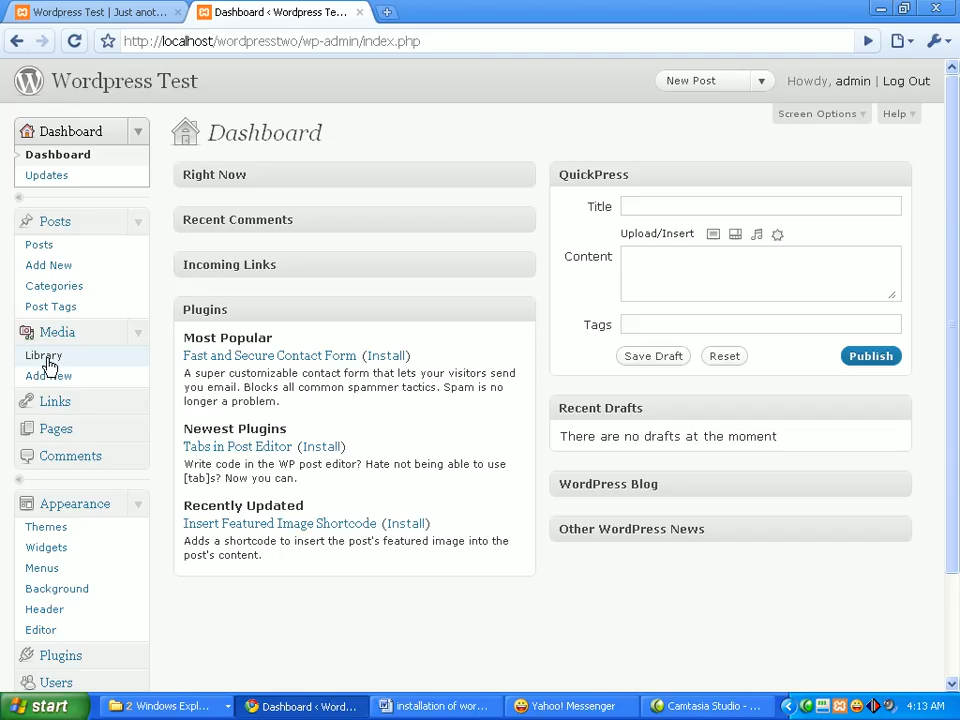 Wordpress Test | Just anot...
Dashboard ‹ Wordpress Te...
http://localhost/wordpresstwo/wp-admin/index.php
Wordpress Test
New Post
Howdy, admin | Log Out
Screen Options
Help
Dashboard
Dashboard
Updates
Posts
Posts
Add New
Categories
Post Tags
Media
Library
Add New
Links
Pages
Comments
Appearance
Themes
Widgets
Menus
Background
Header
Editor
Plugins
Users
Dashboard
Right Now
Recent Comments
Incoming Links
Plugins
Most Popular
Fast and Secure Contact Form (Install)
A super customizable contact form that lets your visitors send
you email. Blocks all common spammer tactics. Spam is no
longer a problem.
Newest Plugins
Tabs in Post Editor (Install)
Write code in the WP post editor? Hate not being able to use
[tab]s? Now you can.
Recently Updated
Insert Featured Image Shortcode (Install)
Adds a shortcode to insert the post's featured image into the
post's content.
QuickPress
Title
Upload/Insert
Content
Tags
Save Draft
Reset
Publish
Recent Drafts
There are no drafts at the moment
WordPress Blog
Other WordPress News
start
2 Windows Expl...
Dashboard ‹ Word...
installation of wor...
Yahoo! Messenger
Camtasia Studio - ...
4:13 AM